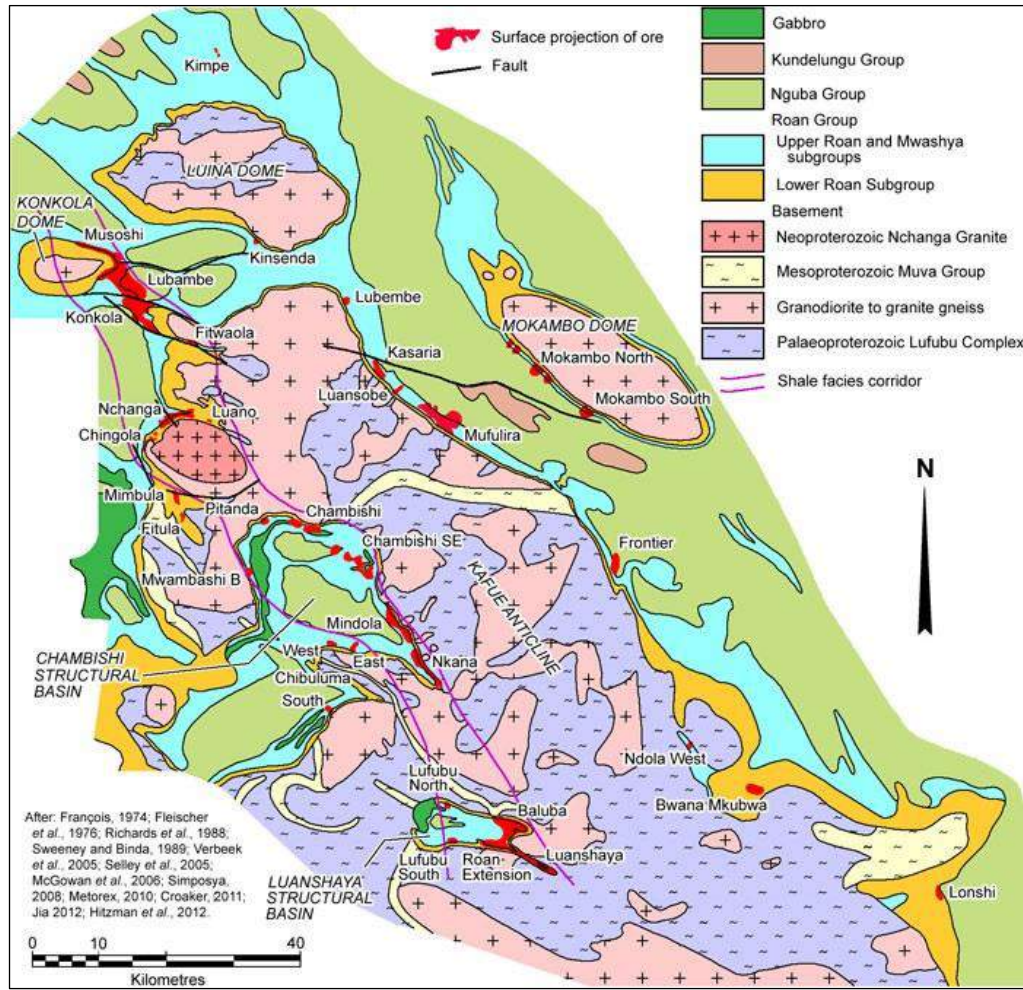 Surface projection of ore
Fault
Gabbro
Kundelungu Group
Nguba Group
Roan Group
Upper Roan and Mwashya
subgroups
Lower Roan Subgroup
Basement
Neoproterozoic Nchanga Granite
Mesoproterozoic Muva Group
Granodiorite to granite gneiss
Palaeoproterozoic Lufubu Complex
Shale facies corridor
Kimpe
LUINA DOME
KONKOLA
DOME
Musoshi
Kinsenda
Lubambe
Lubembe
Konkola
Fitwaola
Kasaria
MOKAMBO DOME
Mokambo North
Luansobe
Mokambo South
Nchanga
Luano
Chingola
Mufulira
Mimbula
Pitanda
Chambishi
Fitula
Chambishi SE
Frontier
Mwambashi B
KAFUE ANTICLINE
Mindola
CHAMBISHI
STRUCTURAL
BASIN
West
East
Nkana
Chibuluma
South
Ndola West
Lufubu
North
Bwana Mkubwa
Baluba
Lufubu
South
Roan
Extension
Luanshaya
LUANSHAYA
STRUCTURAL
BASIN
Lonshi
N
After: François, 1974; Fleischer
et al., 1976; Richards et al., 1988;
Sweeney and Binda, 1989; Verbeek
et al., 2005; Selley et al., 2005;
McGowan et al., 2006; Simposya,
2008; Metorex, 2010; Croaker, 2011;
Jia 2012; Hitzman et al., 2012.
0 10 20 40
Kilometres